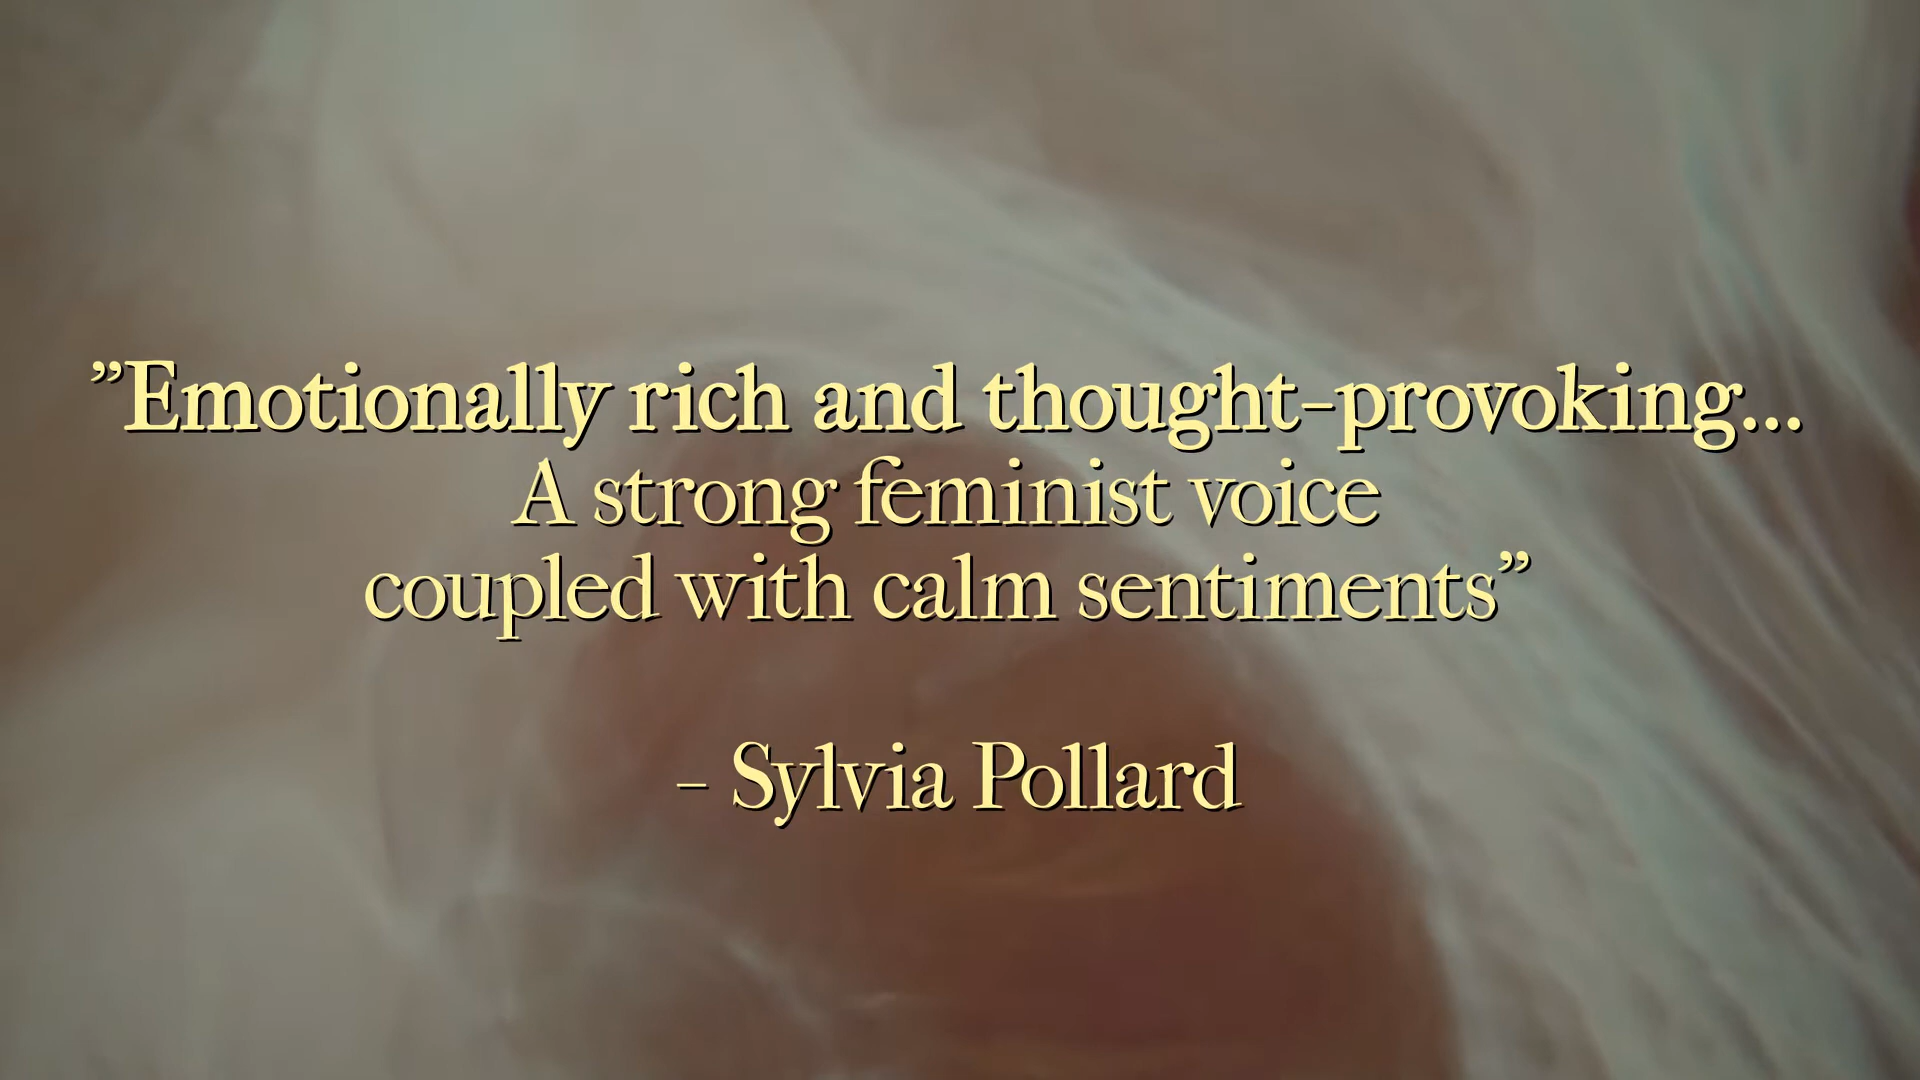 ”Emotionally rich and thought-provoking...
A strong feminist voice
coupled with calm sentiments”
- Sylvia Pollard